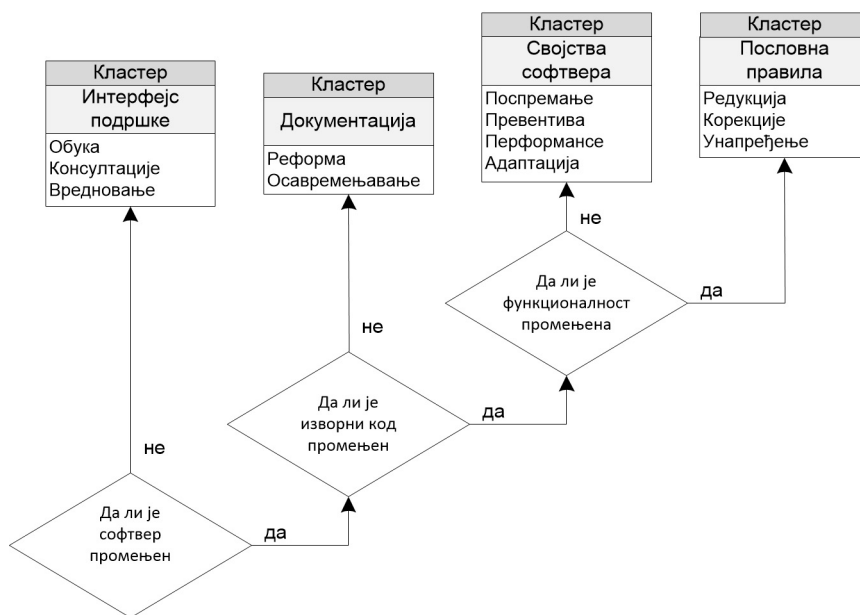 Кластер
Интерфејс
подршке
Обука
Консултације
Вредновање
Кластер
Документација
Реформа
Осавремењавање
Кластер
Својства
софтвера
Поспремање
Превентива
Перформансе
Адаптација
Кластер
Пословна
правила
Редукција
Корекције
Унапређење
не
Да ли је
функционалност
промењена
да
не
Да ли је
изворни код
промењен
да
не
Да ли је
софтвер
промењен
да